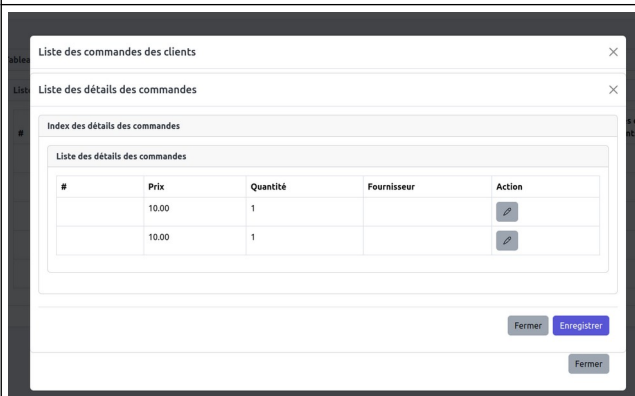 Liste des commandes des clients
Liste des détails des commandes
Index des détails des commandes
#
Liste des détails des commandes
# Prix Quantité Fournisseur Action
10.00 1
10.00 1
Fermer Enregistrer
Fermer